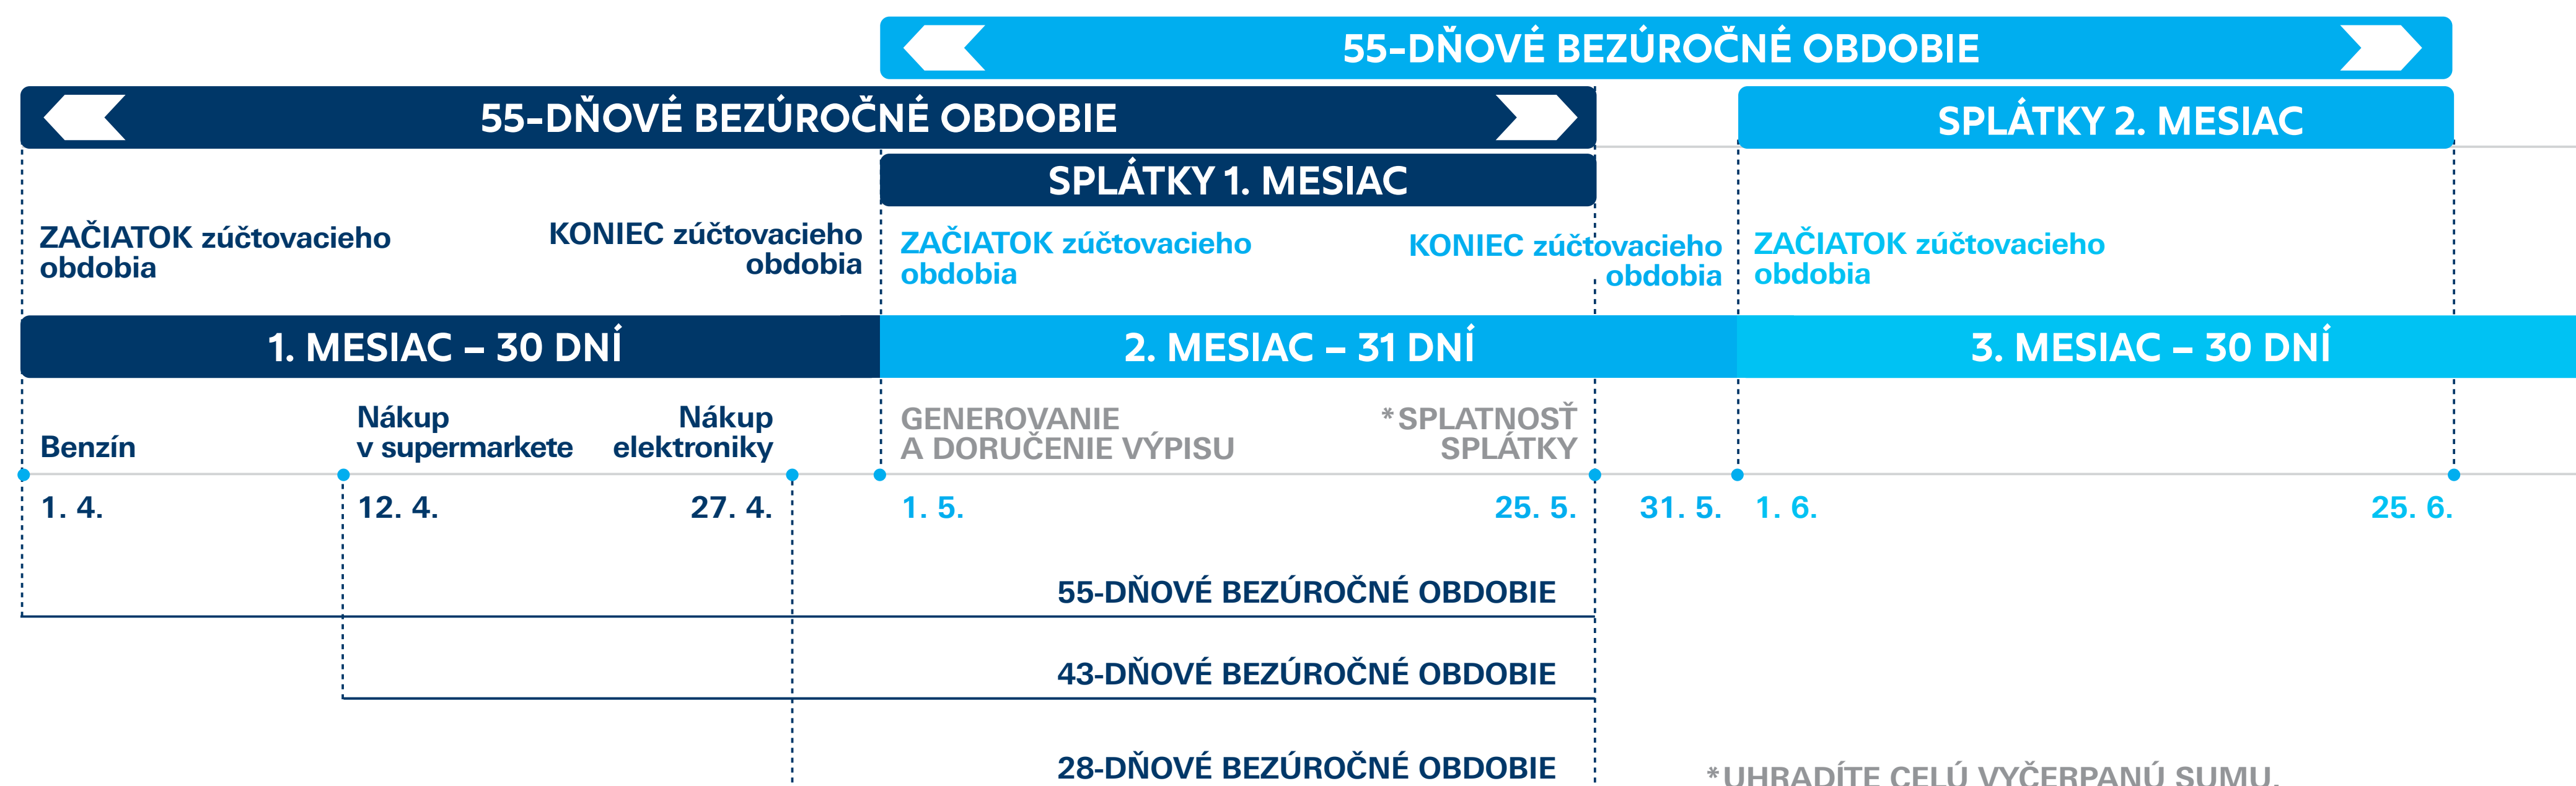 55-DŇOVÉ BEZÚROČNÉ OBDOBIE
55-DŇOVÉ BEZÚROČNÉ OBDOBIE
SPLÁTKY 2. MESIAC
SPLÁTKY 1. MESIAC
ZAČIATOK zúčtovacieho
obdobia
KONIEC zúčtovacieho
obdobia
ZAČIATOK zúčtovacieho
obdobia
KONIEC zúčtovacieho
obdobia
ZAČIATOK zúčtovacieho
obdobia
1. MESIAC – 30 DNÍ
2. MESIAC – 31 DNÍ
3. MESIAC – 30 DNÍ
Benzín
Nákup
v supermarkete
Nákup
elektroniky
GENEROVANIE
A DORUČENIE VÝPISU
*SPLATNOSŤ
SPLÁTKY
1. 4.
12. 4.
27. 4.
1. 5.
25. 5.
31. 5.
1. 6.
25. 6.
55-DŇOVÉ BEZÚROČNÉ OBDOBIE
43-DŇOVÉ BEZÚROČNÉ OBDOBIE
28-DŇOVÉ BEZÚROČNÉ OBDOBIE
*UHRADÍTE CELÚ VYČERPANÚ SUMU.